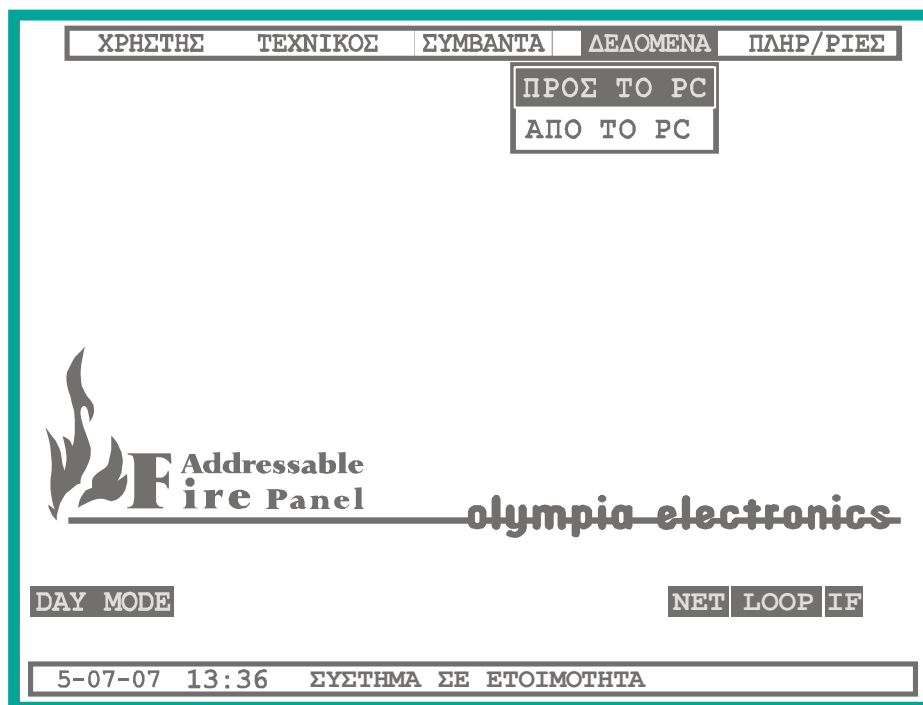 ΧΡΗΣΤΗΣ ΤΕΧΝΙΚΟΣ ΣΥΜΒΑΝΤΑ ΔΕΔΟΜΕΝΑ ΠΛΗΡ/ΡΙΕΣ
ΠΡΟΣ ΤΟ PC
ΑΠΟ ΤΟ PC
Addressable
Fire Panel
olympia electronics
DAY MODE NET LOOP IF
5-07-07 13:36 ΣΥΣΤΗΜΑ ΣΕ ΕΤΟΙΜΟΤΗΤΑ